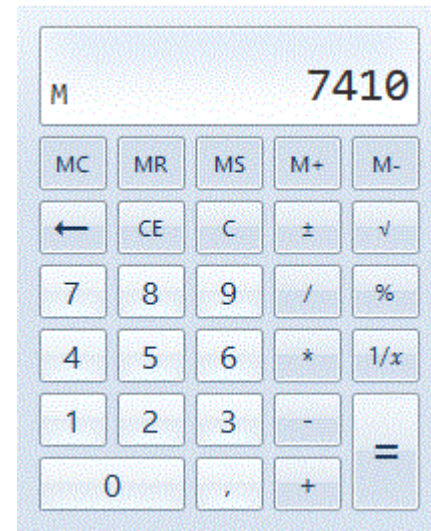 M 7410
MC MR MS M+ M-
← CE C ± √
7 8 9 / %
4 5 6 * 1/x
1 2 3 - =
0 , +